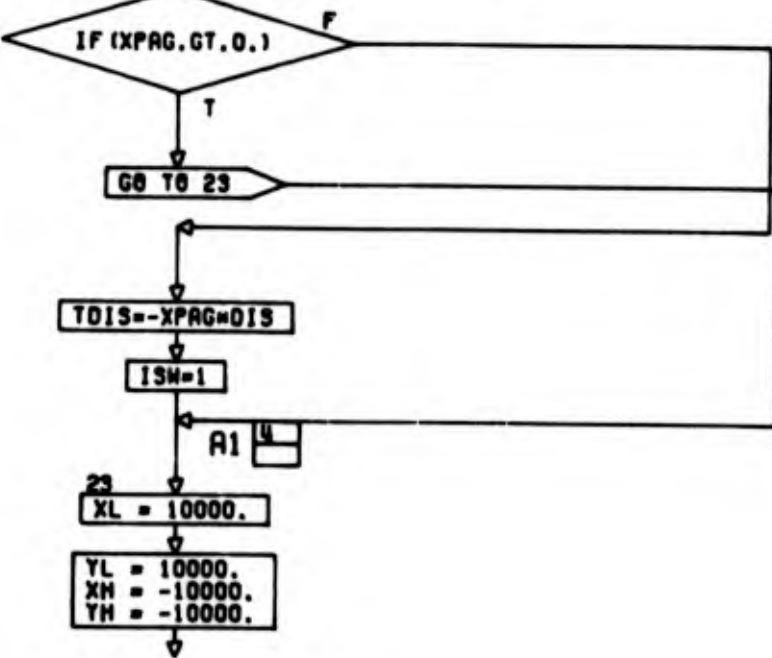 F
IF(XPAG.GT.0.)
T
GO TO 23
TDIS=-XPAG*DIS
ISW=1
4
A1
23
XL = 10000.
YL = 10000.
XH = -10000.
YH = -10000.